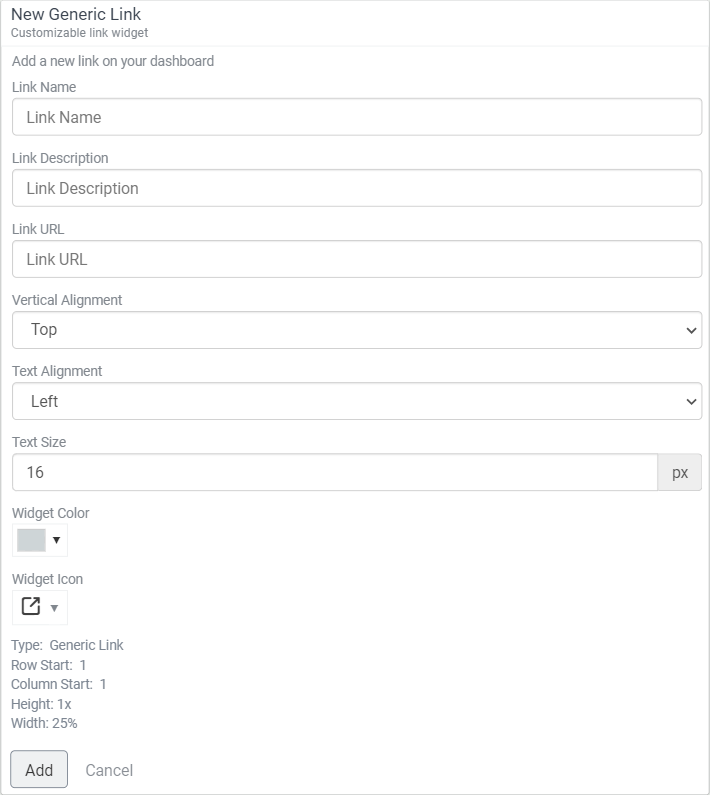 New Generic Link
Customizable link widget
Add a new link on your dashboard
Link Name
Link Name
Link Description
Link Description
Link URL
Link URL
Vertical Alignment
Top
Text Alignment
Left
Text Size
16 px
Widget Color
Widget Icon
Type: Generic Link
Row Start: 1
Column Start: 1
Height: 1x
Width: 25%
Add Cancel